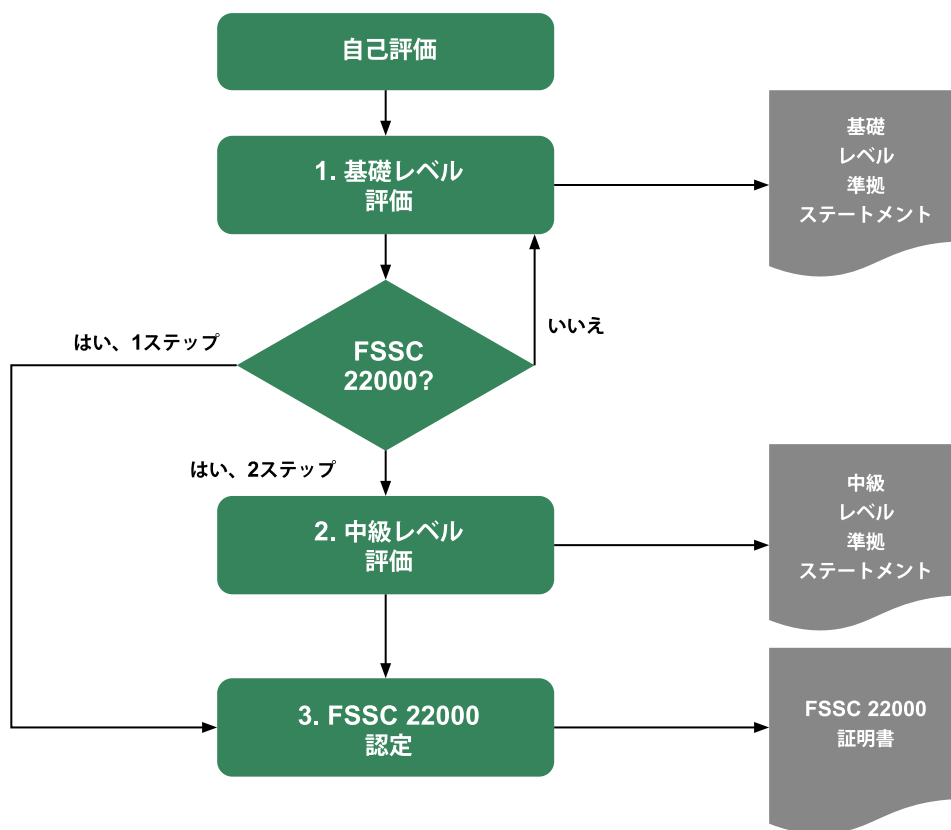 自己評価
1. 基礎レベル
評価
基礎
レベル
準拠
ステートメント
はい、1ステップ
いいえ
FSSC
22000?
はい、2ステップ
2. 中級レベル
評価
中級
レベル
準拠
ステートメント
3. FSSC 22000
認定
FSSC 22000
証明書